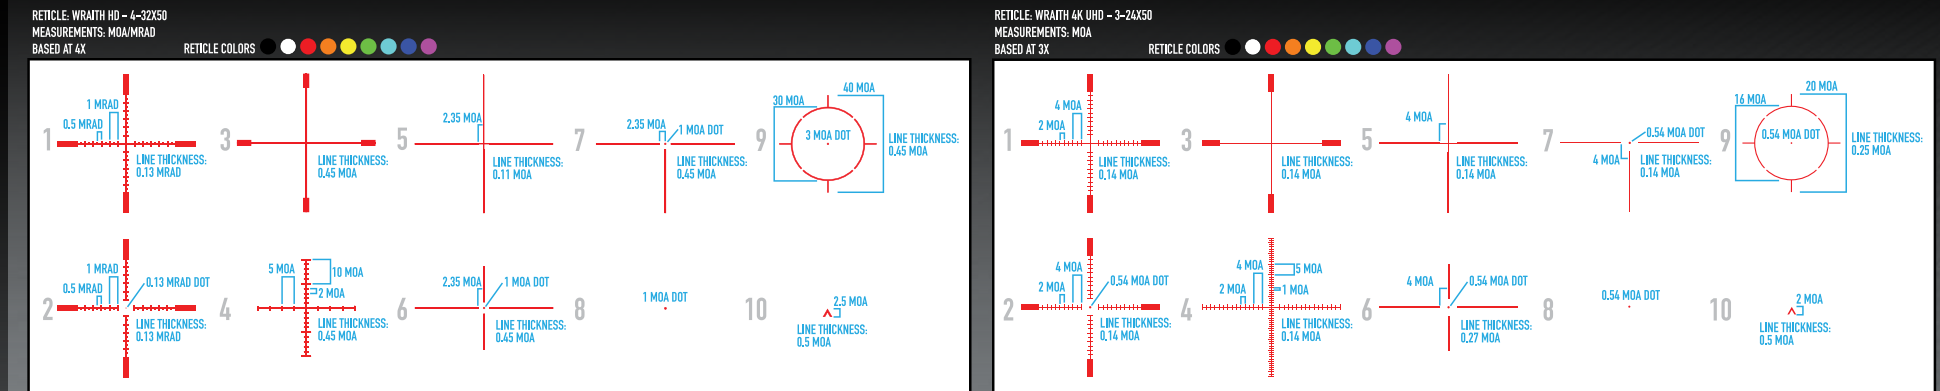 RETICLE: WRAITH HD - 4-32X50
MEASUREMENTS: MOA/MRAD
BASED AT 4X
RETICLE COLORS
1
1 MRAD
0.5 MRAD
LINE THICKNESS:
0.13 MRAD
3
LINE THICKNESS:
0.45 MOA
5
2.35 MOA
LINE THICKNESS:
0.11 MOA
7
2.35 MOA
1 MOA DOT
LINE THICKNESS:
0.45 MOA
9
30 MOA
40 MOA
3 MOA DOT
LINE THICKNESS:
0.45 MOA
2
1 MRAD
0.5 MRAD
0.13 MRAD DOT
LINE THICKNESS:
0.13 MRAD
4
5 MOA
10 MOA
2 MOA
LINE THICKNESS:
0.45 MOA
6
2.35 MOA
1 MOA DOT
LINE THICKNESS:
0.45 MOA
8
1 MOA DOT
10
2.5 MOA
LINE THICKNESS:
0.5 MOA
RETICLE: WRAITH 4K UHD - 3-24X50
MEASUREMENTS: MOA
BASED AT 3X
RETICLE COLORS
1
4 MOA
2 MOA
LINE THICKNESS:
0.14 MOA
3
LINE THICKNESS:
0.14 MOA
5
4 MOA
LINE THICKNESS:
0.14 MOA
7
0.54 MOA DOT
4 MOA
LINE THICKNESS:
0.14 MOA
9
16 MOA
20 MOA
0.54 MOA DOT
LINE THICKNESS:
0.25 MOA
2
4 MOA
2 MOA
0.54 MOA DOT
LINE THICKNESS:
0.14 MOA
4
4 MOA
2 MOA
5 MOA
1 MOA
LINE THICKNESS:
0.14 MOA
6
4 MOA
0.54 MOA DOT
LINE THICKNESS:
0.27 MOA
8
0.54 MOA DOT
10
2 MOA
LINE THICKNESS:
0.5 MOA